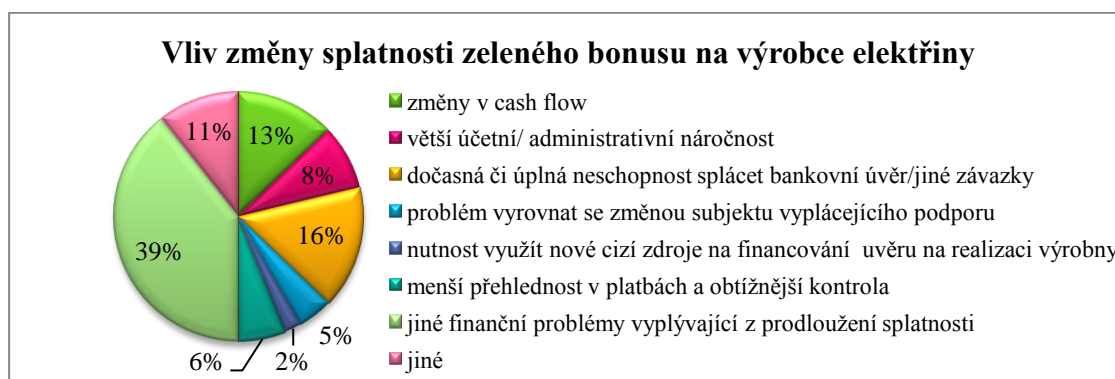 Vliv změny splatnosti zeleného bonusu na výrobce elektřiny
změny v cash flow
větší účetní/ administrativní náročnost
dočasná či úplná neschopnost splácet bankovní úvěr/jiné závazky
problém vyrovnat se změnou subjektu vyplácejícího podporu
nutnost využít nové cizí zdroje na financování  uvěru na realizaci výrobny
menší přehlednost v platbách a obtížnější kontrola
jiné finanční problémy vyplývající z prodloužení splatnosti
jiné
13%
8%
16%
5%
2%
6%
39%
11%